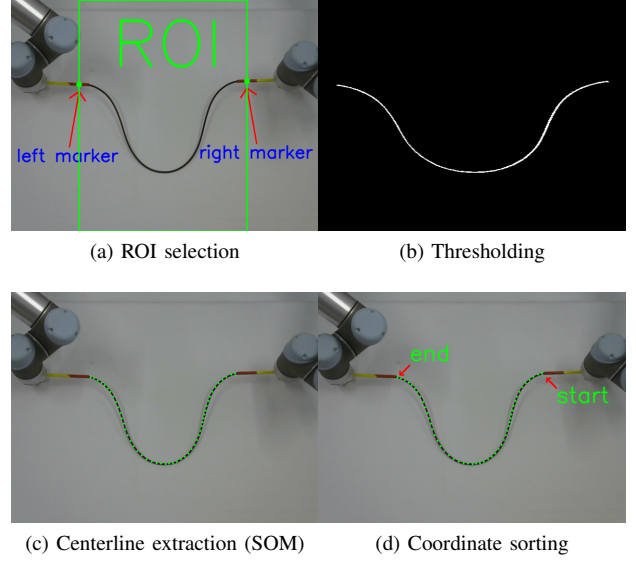 ROI
left marker
right marker
(a) ROI selection
(b) Thresholding
end
start
(c) Centerline extraction (SOM)
(d) Coordinate sorting